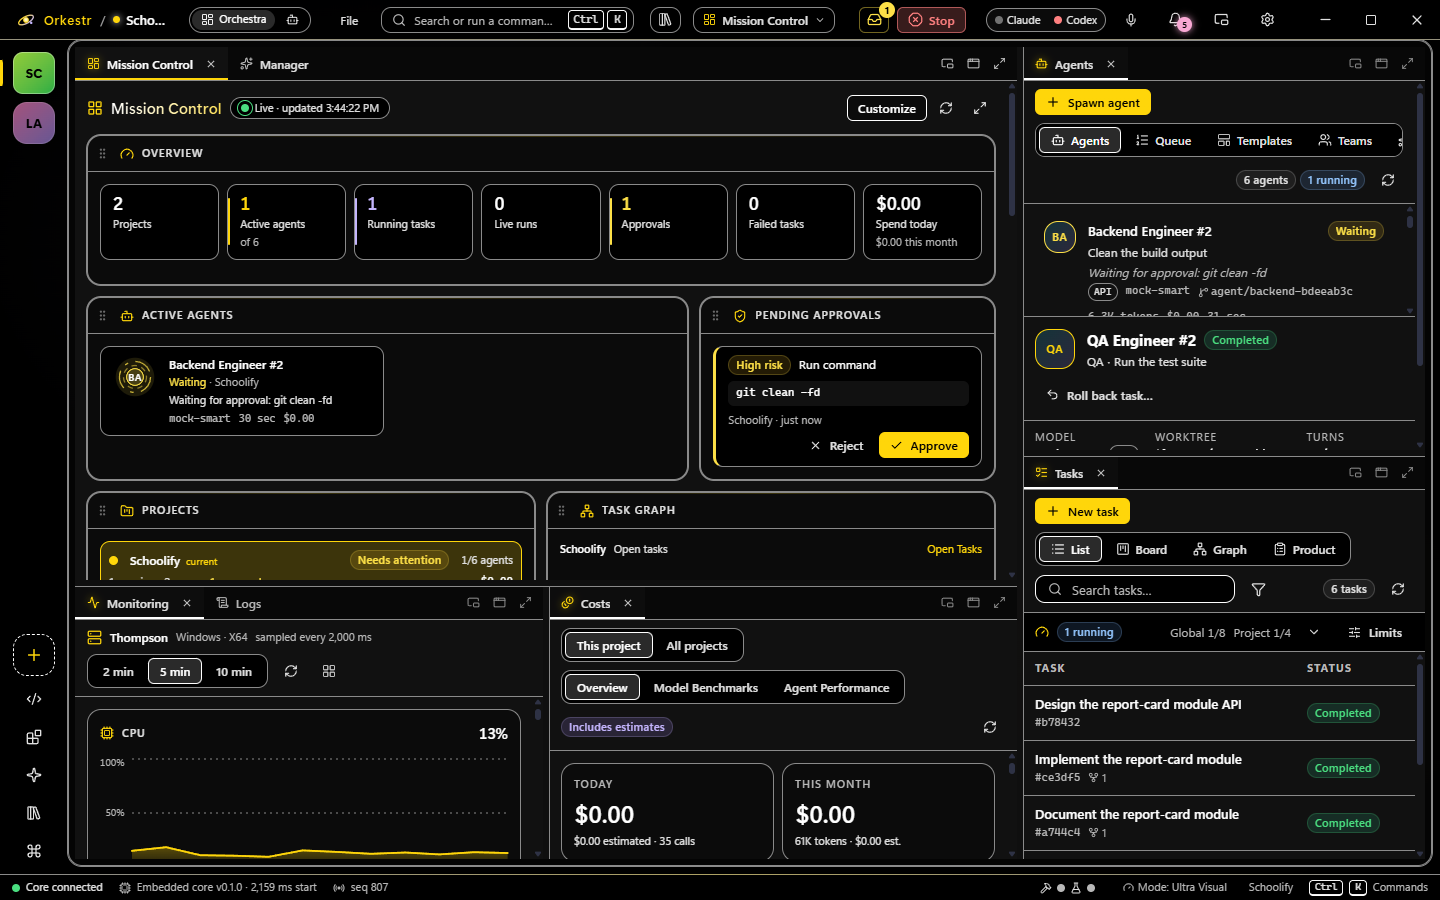 Orkestr / Scho... Orchestra File Search or run a comman... Ctrl K Mission Control 1 Stop Claude Codex 5
SC
LA
Mission Control Manager
Mission Control Live · updated 3:44:22 PM Customize
OVERVIEW
2 Projects
1 Active agents of 6
1 Running tasks
0 Live runs
1 Approvals
0 Failed tasks
$0.00 Spend today $0.00 this month
ACTIVE AGENTS
BA Backend Engineer #2
Waiting · Schoolify
Waiting for approval: git clean -fd
mock-smart 30 sec $0.00
PENDING APPROVALS
High risk Run command
git clean -fd
Schoolify · just now
Reject Approve
PROJECTS
Schoolify current Needs attention 1/6 agents
TASK GRAPH
Schoolify Open tasks Open Tasks
Monitoring Logs
Thompson Windows · X64 sampled every 2,000 ms
2 min 5 min 10 min
CPU 13%
100%
50%
Costs
This project All projects
Overview Model Benchmarks Agent Performance
Includes estimates
TODAY
$0.00
$0.00 estimated · 35 calls
THIS MONTH
$0.00
61K tokens · $0.00 est.
Agents
Spawn agent
Agents Queue Templates Teams
6 agents 1 running
BA Backend Engineer #2 Waiting
Clean the build output
Waiting for approval: git clean -fd
API mock-smart agent/backend-bdeeab3c
QA QA Engineer #2 Completed
QA · Run the test suite
Roll back task...
MODEL WORKTREE TURNS
Tasks
New task
List Board Graph Product
Search tasks... 6 tasks
1 running Global 1/8 Project 1/4 Limits
TASK STATUS
Design the report-card module API Completed
#b78432
Implement the report-card module Completed
#ce3df5 1
Document the report-card module Completed
#a744c4 1
Core connected Embedded core v0.1.0 · 2,159 ms start seq 807 Mode: Ultra Visual Schoolify Ctrl K Commands